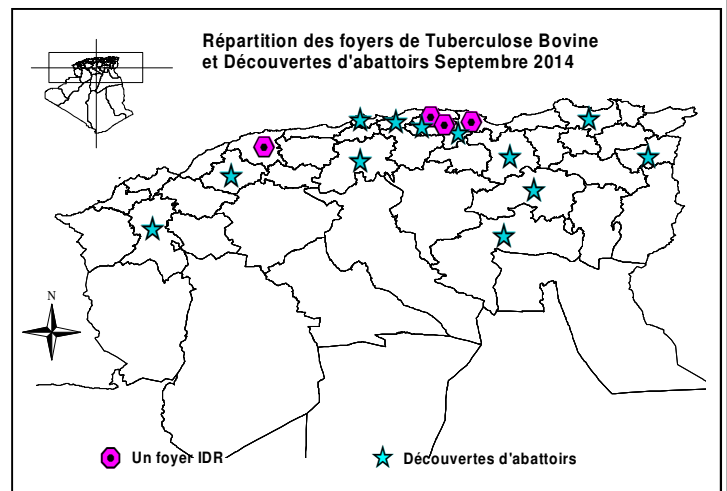 Répartition des foyers de Tuberculose Bovine
et Découvertes d'abattoirs Septembre 2014
N
Un foyer IDR
Découvertes d'abattoirs